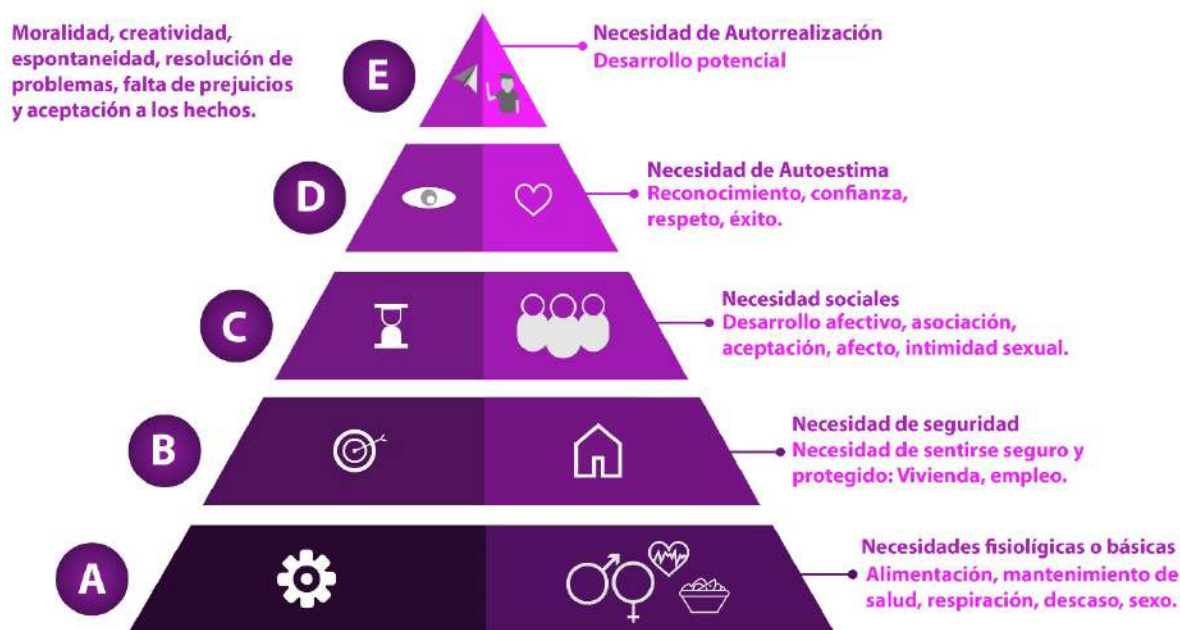 Moralidad, creatividad,
espontaneidad, resolución de
problemas, falta de prejuicios
y aceptación a los hechos.
E
Necesidad de Autorrealización
Desarrollo potencial
D
Necesidad de Autoestima
Reconocimiento, confianza,
respeto, éxito.
C
Necesidad sociales
Desarrollo afectivo, asociación,
aceptación, afecto, intimidad sexual.
B
Necesidad de seguridad
Necesidad de sentirse seguro y
protegido: Vivienda, empleo.
A
Necesidades fisiológicas o básicas
Alimentación, mantenimiento de
salud, respiración, descaso, sexo.